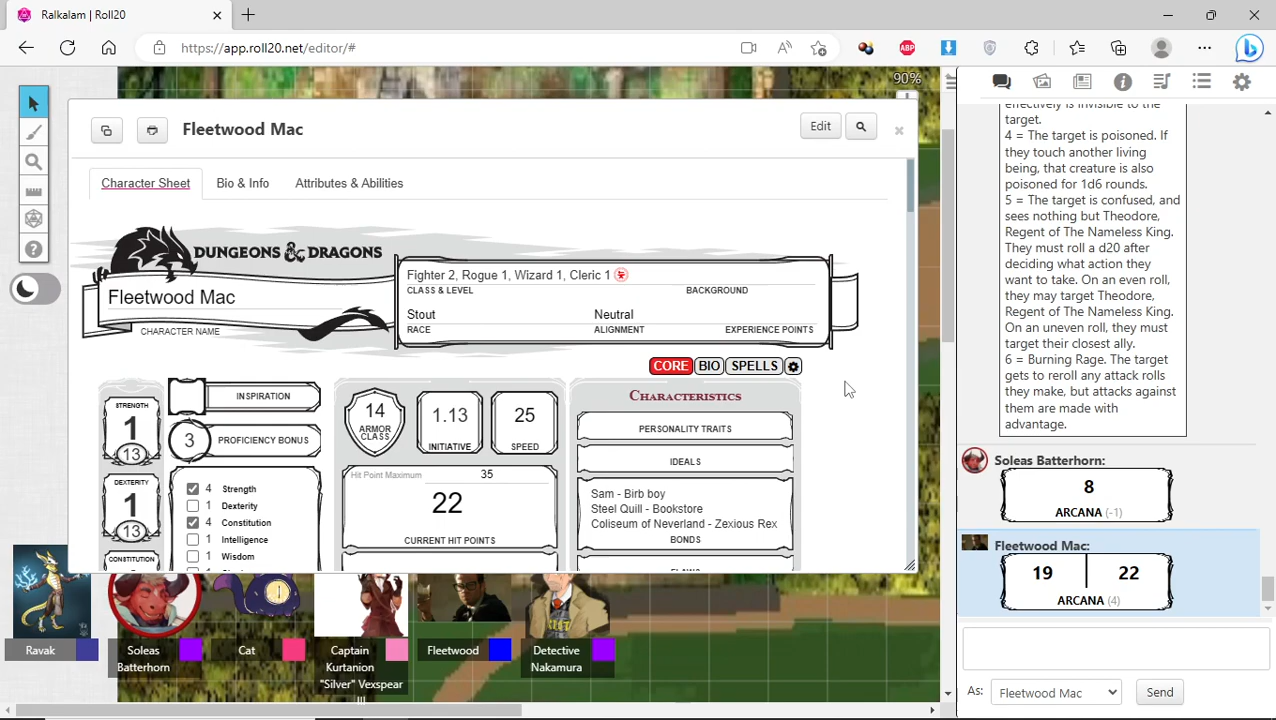 Ralkalam | Roll20
https://app.roll20.net/editor/#
ABP
90%
Fleetwood Mac
Edit
Character Sheet
Bio & Info
Attributes & Abilities
DUNGEONS & DRAGONS
Fleetwood Mac
CHARACTER NAME
Fighter 2, Rogue 1, Wizard 1, Cleric 1
CLASS & LEVEL
BACKGROUND
Stout
Neutral
RACE
ALIGNMENT
EXPERIENCE POINTS
CORE
BIO
SPELLS
STRENGTH
1
13
DEXTERITY
1
13
CONSTITUTION
INSPIRATION
3
PROFICIENCY BONUS
4 Strength
1 Dexterity
4 Constitution
1 Intelligence
1 Wisdom
14
ARMOR
CLASS
1.13
INITIATIVE
25
SPEED
Hit Point Maximum 35
22
CURRENT HIT POINTS
CHARACTERISTICS
PERSONALITY TRAITS
IDEALS
Sam - Birb boy
Steel Quill - Bookstore
Coliseum of Neverland - Zexious Rex
BONDS
Ravak
Soleas
Batterhorn
Cat
Captain
Kurtanion
"Silver" Vexspear
III
Fleetwood
Detective
Nakamura
effectively is invisible to the
target.
4 = The target is poisoned. If
they touch another living
being, that creature is also
poisoned for 1d6 rounds.
5 = The target is confused, and
sees nothing but Theodore,
Regent of The Nameless King.
They must roll a d20 after
deciding what action they
want to take. On an even roll,
they may target Theodore,
Regent of The Nameless King.
On an uneven roll, they must
target their closest ally.
6 = Burning Rage. The target
gets to reroll any attack rolls
they make, but attacks against
them are made with
advantage.
Soleas Batterhorn:
8
ARCANA (-1)
Fleetwood Mac:
19 22
ARCANA (4)
As:
Fleetwood Mac
Send